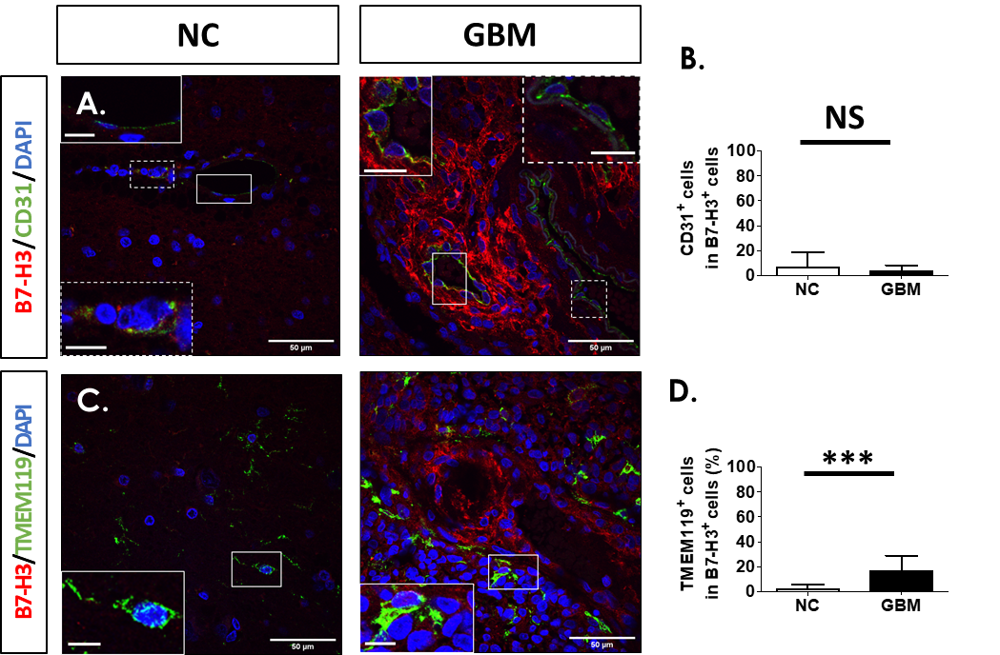 NC
GBM
B7-H3/CD31/DAPI
A.
50 µm
50 µm
B.
NS
CD31+ cells
in B7-H3+ cells
100
80
60
40
20
0
NC
GBM
B7-H3/TMEM119/DAPI
C.
50 µm
50 µm
D.
***
TMEM119+ cells
in B7-H3+ cells (%)
100
80
60
40
20
0
NC
GBM